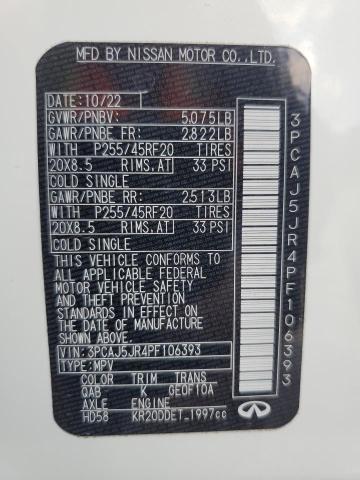 MFD BY NISSAN MOTOR CO.,LTD.
DATE:10/22
GVWR/PNBV: 5,075LB
GAWR/PNBE FR: 2,822LB
WITH P255/45RF20 TIRES
20X8.5 RIMS.AT 33 PSI
COLD SINGLE
GAWR/PNBE RR: 2,513LB
WITH P255/45RF20 TIRES
20X8.5 RIMS.AT 33 PSI
COLD SINGLE
THIS VEHICLE CONFORMS TO
ALL APPLICABLE FEDERAL
MOTOR VEHICLE SAFETY
AND THEFT PREVENTION
STANDARDS IN EFFECT ON
THE DATE OF MANUFACTURE
SHOWN ABOVE.
VIN:3PCAJ5JR4PF106393
TYPE:MPV
COLOR TRIM TRANS
QAB K GE0F10A
AXLE ENGINE
HD58 KR20DDET_1997cc
3PCAJ5JR4PF106393